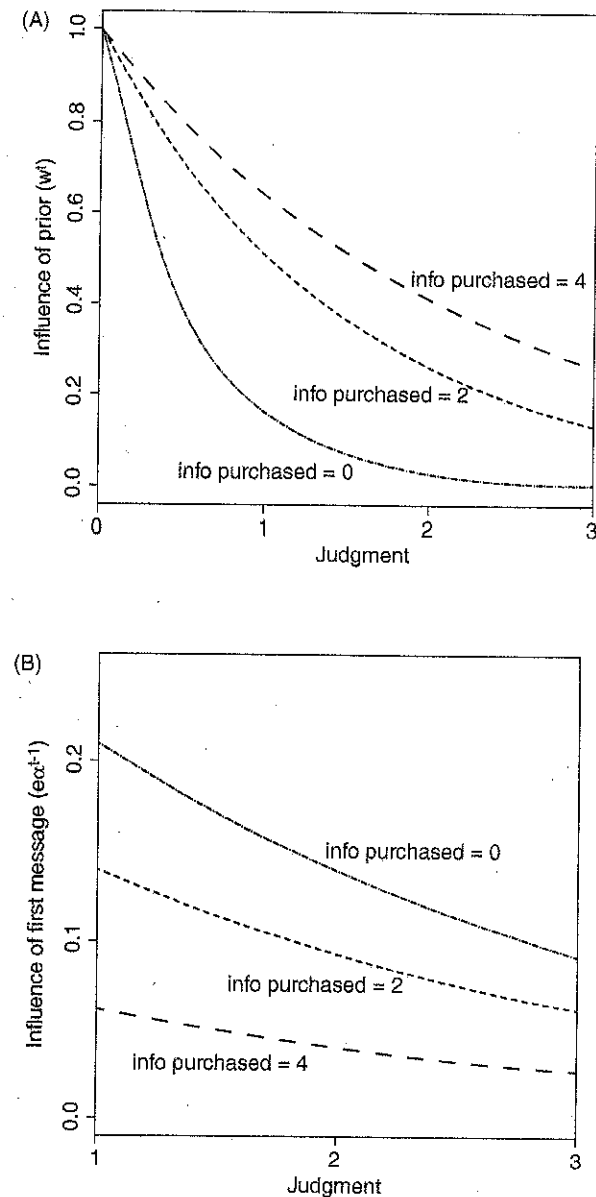 (A)
1.0
0.8
0.6
0.4
0.2
0.0
Influence of prior (wᵗ)
info purchased = 4
info purchased = 2
info purchased = 0
0 1 2 3
Judgment
(B)
0.2
0.1
0.0
Influence of first message (eαᵗ⁻¹)
info purchased = 0
info purchased = 2
info purchased = 4
1 2 3
Judgment